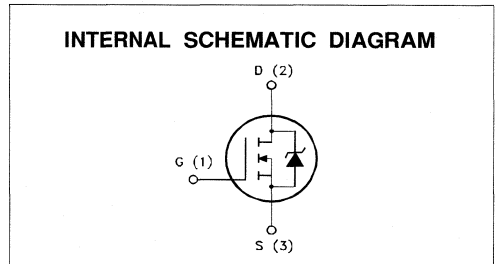 INTERNAL SCHEMATIC DIAGRAM
D (2)
G (1)
S (3)